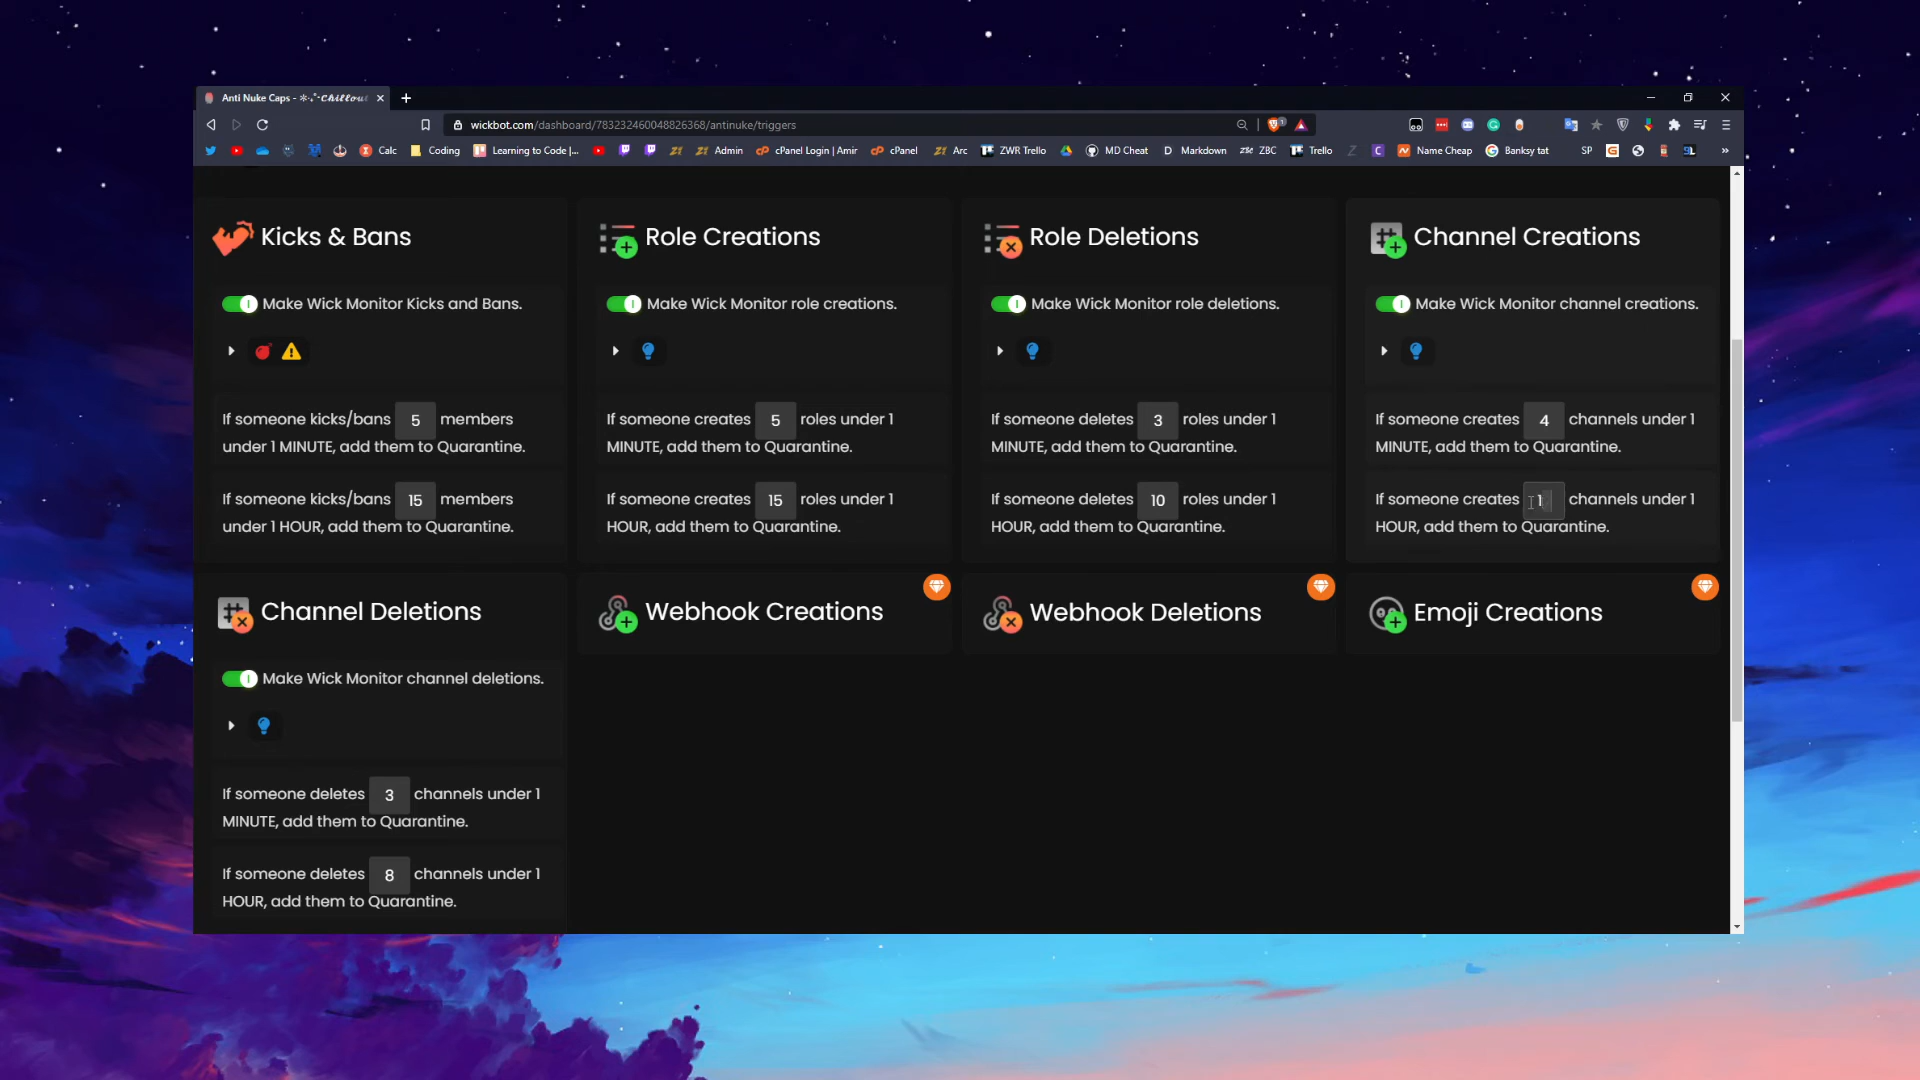 Anti Nuke Caps - ✻·.˚·𝓒𝓱𝓲𝓵𝓵𝓸𝓾𝓽
wickbot.com/dashboard/783232460048826368/antinuke/triggers
Calc Coding Learning to Code |... Admin cPanel Login | Amir cPanel Arc ZWR Trello MD Cheat Markdown ZBC Trello Name Cheap Banksy tat SP
Kicks & Bans
Make Wick Monitor Kicks and Bans.
If someone kicks/bans 5 members
under 1 MINUTE, add them to Quarantine.
If someone kicks/bans 15 members
under 1 HOUR, add them to Quarantine.
Role Creations
Make Wick Monitor role creations.
If someone creates 5 roles under 1
MINUTE, add them to Quarantine.
If someone creates 15 roles under 1
HOUR, add them to Quarantine.
Role Deletions
Make Wick Monitor role deletions.
If someone deletes 3 roles under 1
MINUTE, add them to Quarantine.
If someone deletes 10 roles under 1
HOUR, add them to Quarantine.
Channel Creations
Make Wick Monitor channel creations.
If someone creates 4 channels under 1
MINUTE, add them to Quarantine.
If someone creates 1 channels under 1
HOUR, add them to Quarantine.
Channel Deletions
Make Wick Monitor channel deletions.
If someone deletes 3 channels under 1
MINUTE, add them to Quarantine.
If someone deletes 8 channels under 1
HOUR, add them to Quarantine.
Webhook Creations
Webhook Deletions
Emoji Creations